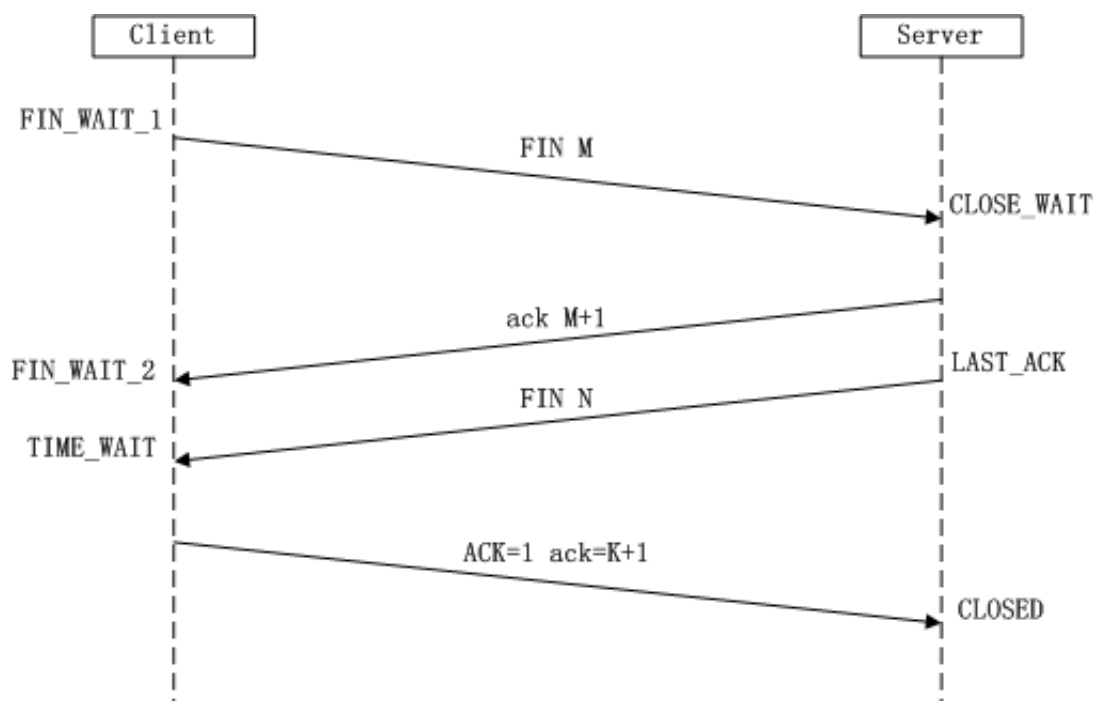 Client
Server
FIN_WAIT_1
FIN M
CLOSE_WAIT
ack M+1
FIN_WAIT_2
LAST_ACK
FIN N
TIME_WAIT
ACK=1 ack=K+1
CLOSED